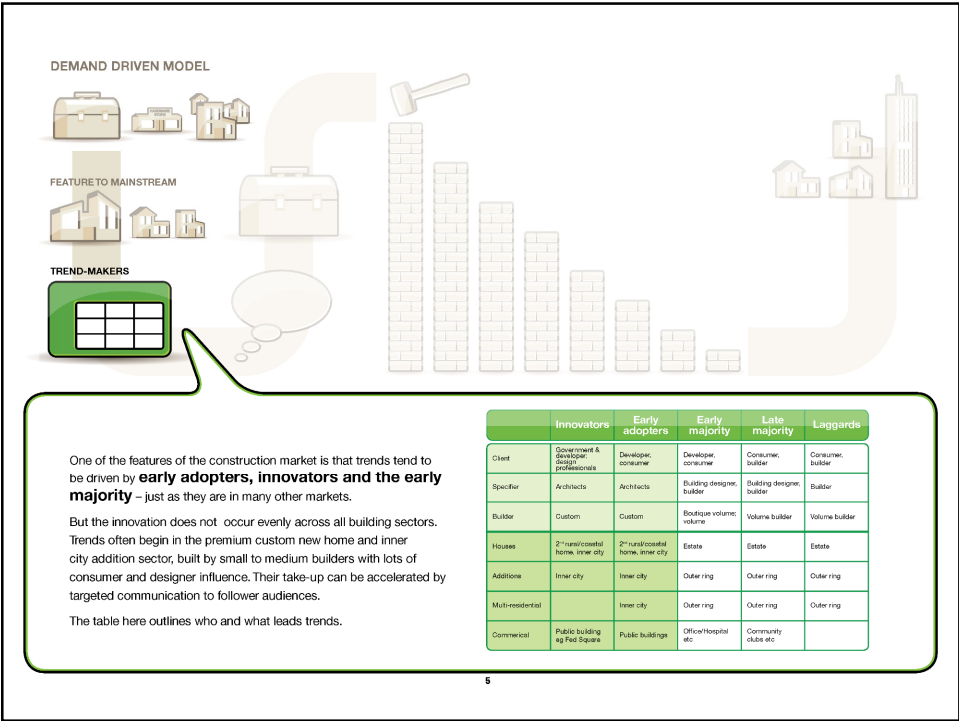 DEMAND DRIVEN MODEL
HARDWARE
STORE
FEATURE TO MAINSTREAM
TREND-MAKERS
One of the features of the construction market is that trends tend to
be driven by early adopters, innovators and the early
majority – just as they are in many other markets.
But the innovation does not occur evenly across all building sectors.
Trends often begin in the premium custom new home and inner
city addition sector, built by small to medium builders with lots of
consumer and designer influence. Their take-up can be accelerated by
targeted communication to follower audiences.
The table here outlines who and what leads trends.
Innovators
Early
adopters
Early
majority
Late
majority
Laggards
Client
Government &
developer;
design
professionals
Developer,
consumer
Developer,
consumer
Consumer,
builder
Consumer,
builder
Specifier
Architects
Architects
Building designer,
builder
Building designer,
builder
Builder
Builder
Custom
Custom
Boutique volume;
volume
Volume builder
Volume builder
Houses
2nd rural/coastal
home, inner city
2nd rural/coastal
home, inner city
Estate
Estate
Estate
Additions
Inner city
Inner city
Outer ring
Outer ring
Outer ring
Multi-residential
Inner city
Outer ring
Outer ring
Outer ring
Commerical
Public building
eg Fed Square
Public buildings
Office/Hospital
etc
Community
clubs etc
5